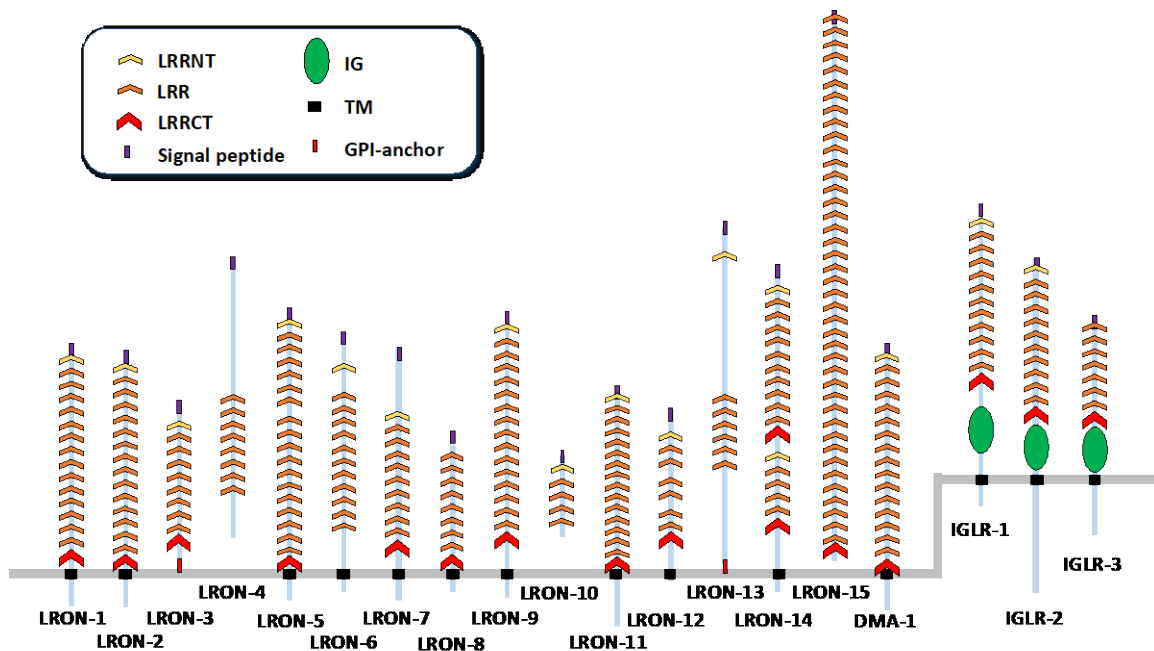 LRRNT
LRR
LRRCT
Signal peptide
IG
TM
GPI-anchor
LRON-1
LRON-2
LRON-3
LRON-4
LRON-5
LRON-6
LRON-7
LRON-8
LRON-9
LRON-10
LRON-11
LRON-12
LRON-13
LRON-14
LRON-15
DMA-1
IGLR-1
IGLR-2
IGLR-3